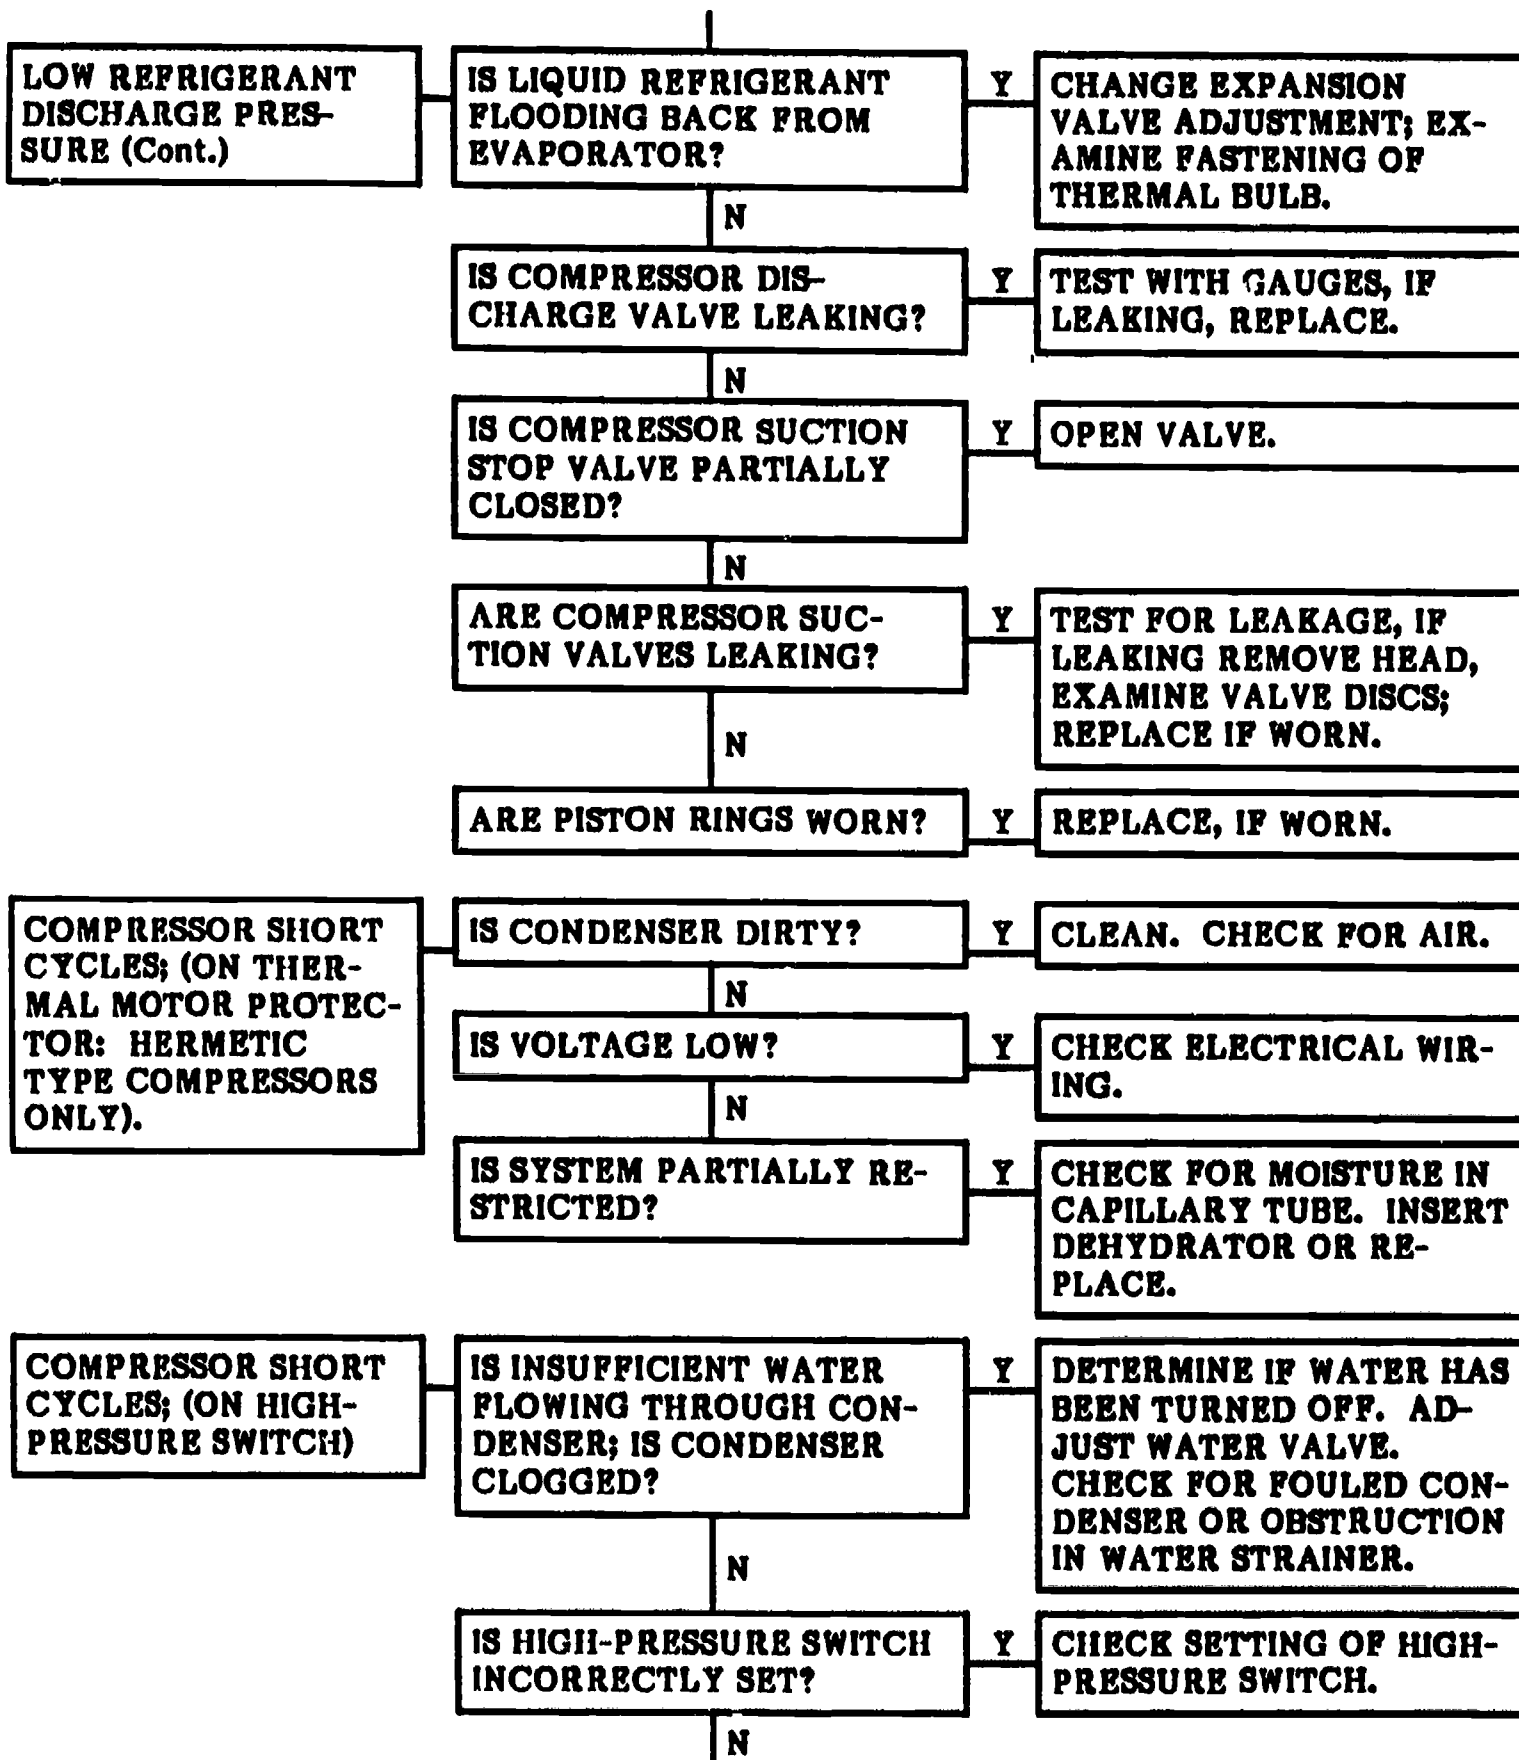 LOW REFRIGERANT
DISCHARGE PRES-
SURE (Cont.)
IS LIQUID REFRIGERANT
FLOODING BACK FROM
EVAPORATOR?
Y
CHANGE EXPANSION
VALVE ADJUSTMENT; EX-
AMINE FASTENING OF
THERMAL BULB.
N
IS COMPRESSOR DIS-
CHARGE VALVE LEAKING?
Y
TEST WITH GAUGES, IF
LEAKING, REPLACE.
N
IS COMPRESSOR SUCTION
STOP VALVE PARTIALLY
CLOSED?
Y
OPEN VALVE.
N
ARE COMPRESSOR SUC-
TION VALVES LEAKING?
Y
TEST FOR LEAKAGE, IF
LEAKING REMOVE HEAD,
EXAMINE VALVE DISCS;
REPLACE IF WORN.
N
ARE PISTON RINGS WORN?
Y
REPLACE, IF WORN.
COMPRESSOR SHORT
CYCLES; (ON THER-
MAL MOTOR PROTEC-
TOR: HERMETIC
TYPE COMPRESSORS
ONLY).
IS CONDENSER DIRTY?
Y
CLEAN. CHECK FOR AIR.
N
IS VOLTAGE LOW?
Y
CHECK ELECTRICAL WIR-
ING.
N
IS SYSTEM PARTIALLY RE-
STRICTED?
Y
CHECK FOR MOISTURE IN
CAPILLARY TUBE. INSERT
DEHYDRATOR OR RE-
PLACE.
COMPRESSOR SHORT
CYCLES; (ON HIGH-
PRESSURE SWITCH)
IS INSUFFICIENT WATER
FLOWING THROUGH CON-
DENSER; IS CONDENSER
CLOGGED?
Y
DETERMINE IF WATER HAS
BEEN TURNED OFF. AD-
JUST WATER VALVE.
CHECK FOR FOULED CON-
DENSER OR OBSTRUCTION
IN WATER STRAINER.
N
IS HIGH-PRESSURE SWITCH
INCORRECTLY SET?
Y
CHECK SETTING OF HIGH-
PRESSURE SWITCH.
N